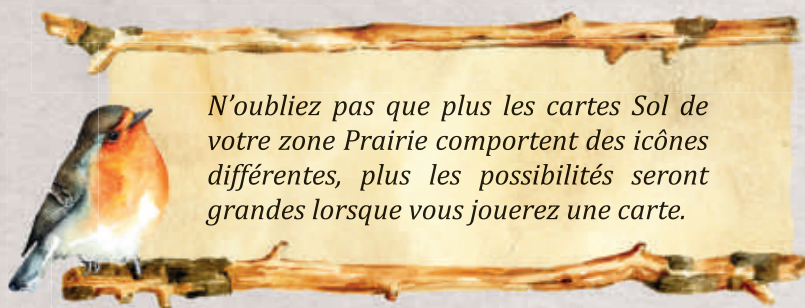 N’oubliez pas que plus les cartes Sol de
votre zone Prairie comportent des icônes
différentes, plus les possibilités seront
grandes lorsque vous jouerez une carte.